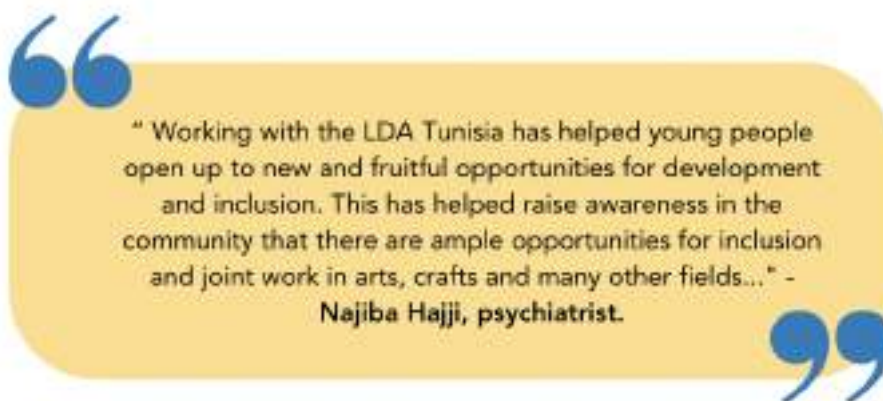 " Working with the LDA Tunisia has helped young people
open up to new and fruitful opportunities for development
and inclusion. This has helped raise awareness in the
community that there are ample opportunities for inclusion
and joint work in arts, crafts and many other fields..." -
Najiba Hajji, psychiatrist.